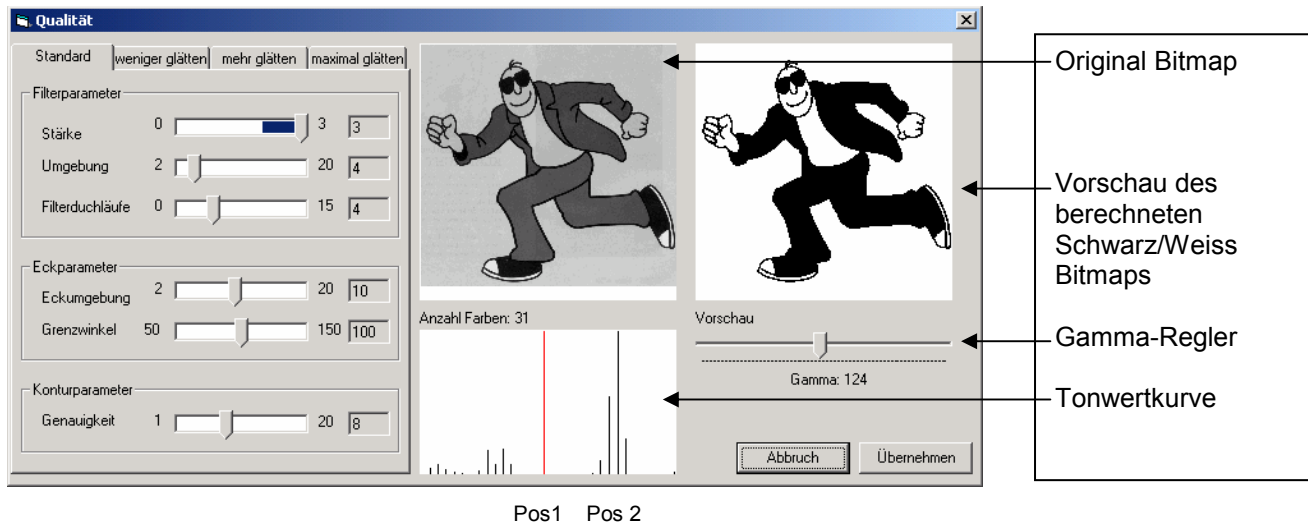 Qualität
Standard weniger glätten mehr glätten maximal glätten
Filterparameter
Stärke 0 3 3
Umgebung 2 20 4
Filterduchläufe 0 15 4
Eckparameter
Eckumgebung 2 20 10
Grenzwinkel 50 150 100
Konturparameter
Genauigkeit 1 20 8
Anzahl Farben: 31
Vorschau
Gamma: 124
Abbruch Übernehmen
Original Bitmap
Vorschau des
berechneten
Schwarz/Weiss
Bitmaps
Gamma-Regler
Tonwertkurve
Pos1 Pos 2